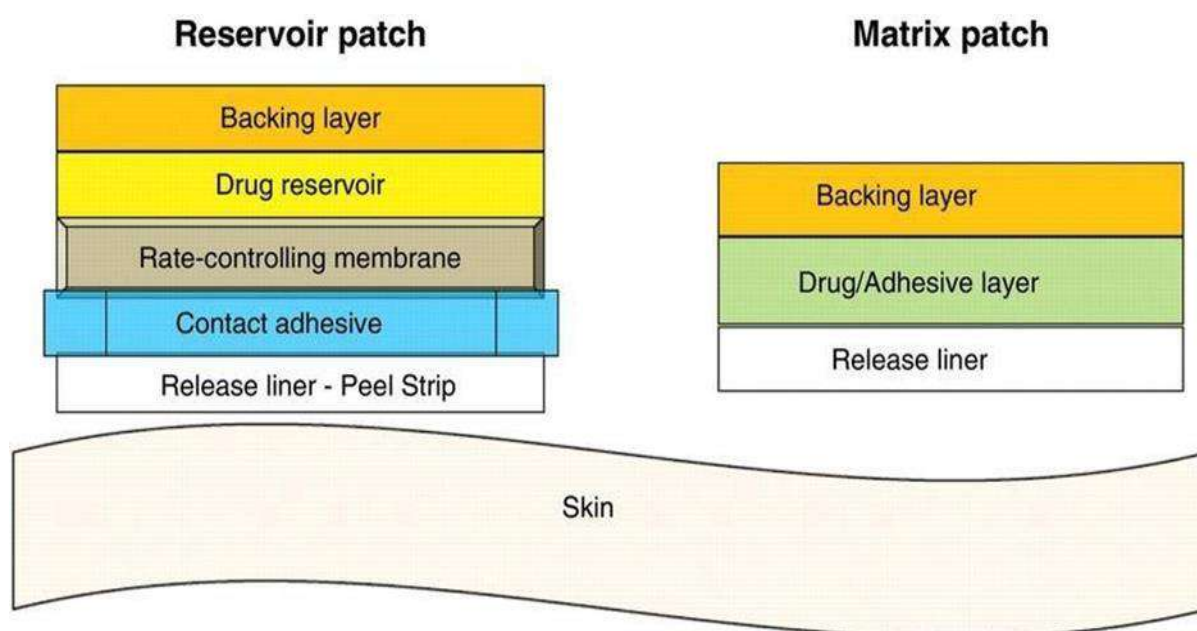 Reservoir patch
Matrix patch
Backing layer
Drug reservoir
Rate-controlling membrane
Contact adhesive
Release liner - Peel Strip
Backing layer
Drug/Adhesive layer
Release liner
Skin